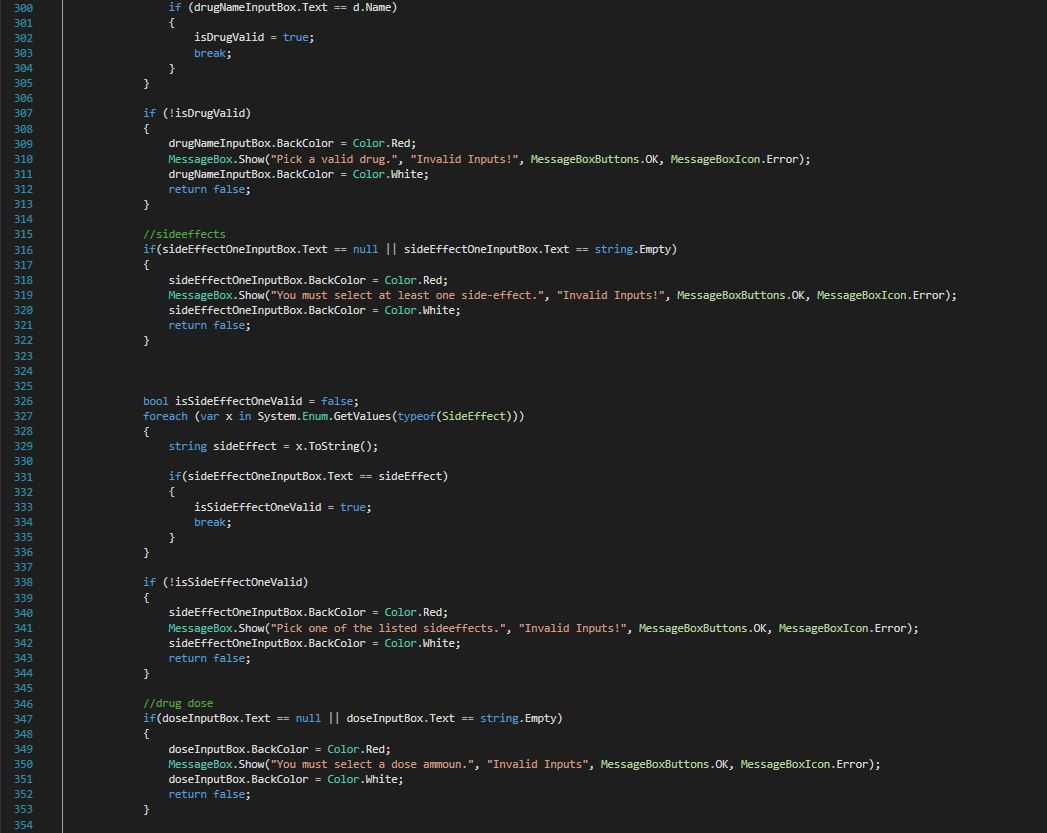 300 if (drugNameInputBox.Text == d.Name)
301 {
302 isDrugValid = true;
303 break;
304 }
305 }
306
307 if (!isDrugValid)
308 {
309 drugNameInputBox.BackColor = Color.Red;
310 MessageBox.Show("Pick a valid drug.", "Invalid Inputs!", MessageBoxButtons.OK, MessageBoxIcon.Error);
311 drugNameInputBox.BackColor = Color.White;
312 return false;
313 }
314
315 //sideeffects
316 if(sideEffectOneInputBox.Text == null || sideEffectOneInputBox.Text == string.Empty)
317 {
318 sideEffectOneInputBox.BackColor = Color.Red;
319 MessageBox.Show("You must select at least one side-effect.", "Invalid Inputs!", MessageBoxButtons.OK, MessageBoxIcon.Error);
320 sideEffectOneInputBox.BackColor = Color.White;
321 return false;
322 }
323
324
325
326 bool isSideEffectOneValid = false;
327 foreach (var x in System.Enum.GetValues(typeof(SideEffect)))
328 {
329 string sideEffect = x.ToString();
330
331 if(sideEffectOneInputBox.Text == sideEffect)
332 {
333 isSideEffectOneValid = true;
334 break;
335 }
336 }
337
338 if (!isSideEffectOneValid)
339 {
340 sideEffectOneInputBox.BackColor = Color.Red;
341 MessageBox.Show("Pick one of the listed sideeffects.", "Invalid Inputs!", MessageBoxButtons.OK, MessageBoxIcon.Error);
342 sideEffectOneInputBox.BackColor = Color.White;
343 return false;
344 }
345
346 //drug dose
347 if(doseInputBox.Text == null || doseInputBox.Text == string.Empty)
348 {
349 doseInputBox.BackColor = Color.Red;
350 MessageBox.Show("You must select a dose ammoun.", "Invalid Inputs", MessageBoxButtons.OK, MessageBoxIcon.Error);
351 doseInputBox.BackColor = Color.White;
352 return false;
353 }
354